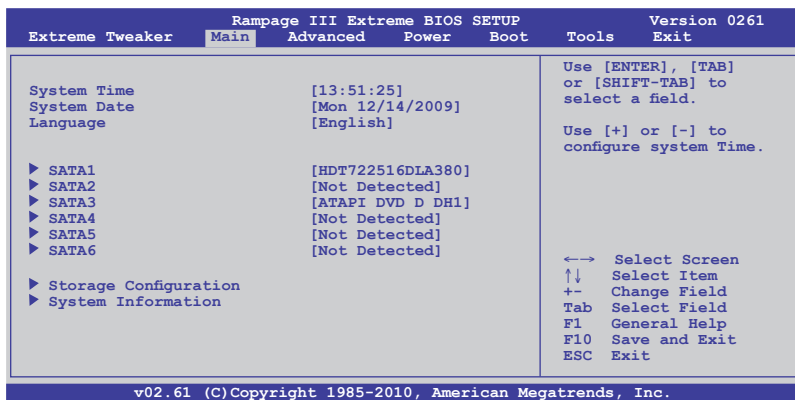 Rampage III Extreme BIOS SETUP Version 0261
Extreme Tweaker Main Advanced Power Boot Tools Exit
System Time [13:51:25]
System Date [Mon 12/14/2009]
Language [English]
SATA1 [HDT722516DLA380]
SATA2 [Not Detected]
SATA3 [ATAPI DVD D DH1]
SATA4 [Not Detected]
SATA5 [Not Detected]
SATA6 [Not Detected]
Storage Configuration
System Information
Use [ENTER], [TAB]
or [SHIFT-TAB] to
select a field.
Use [+] or [-] to
configure system Time.
←→ Select Screen
↑↓ Select Item
+- Change Field
Tab Select Field
F1 General Help
F10 Save and Exit
ESC Exit
v02.61 (C)Copyright 1985-2010, American Megatrends, Inc.